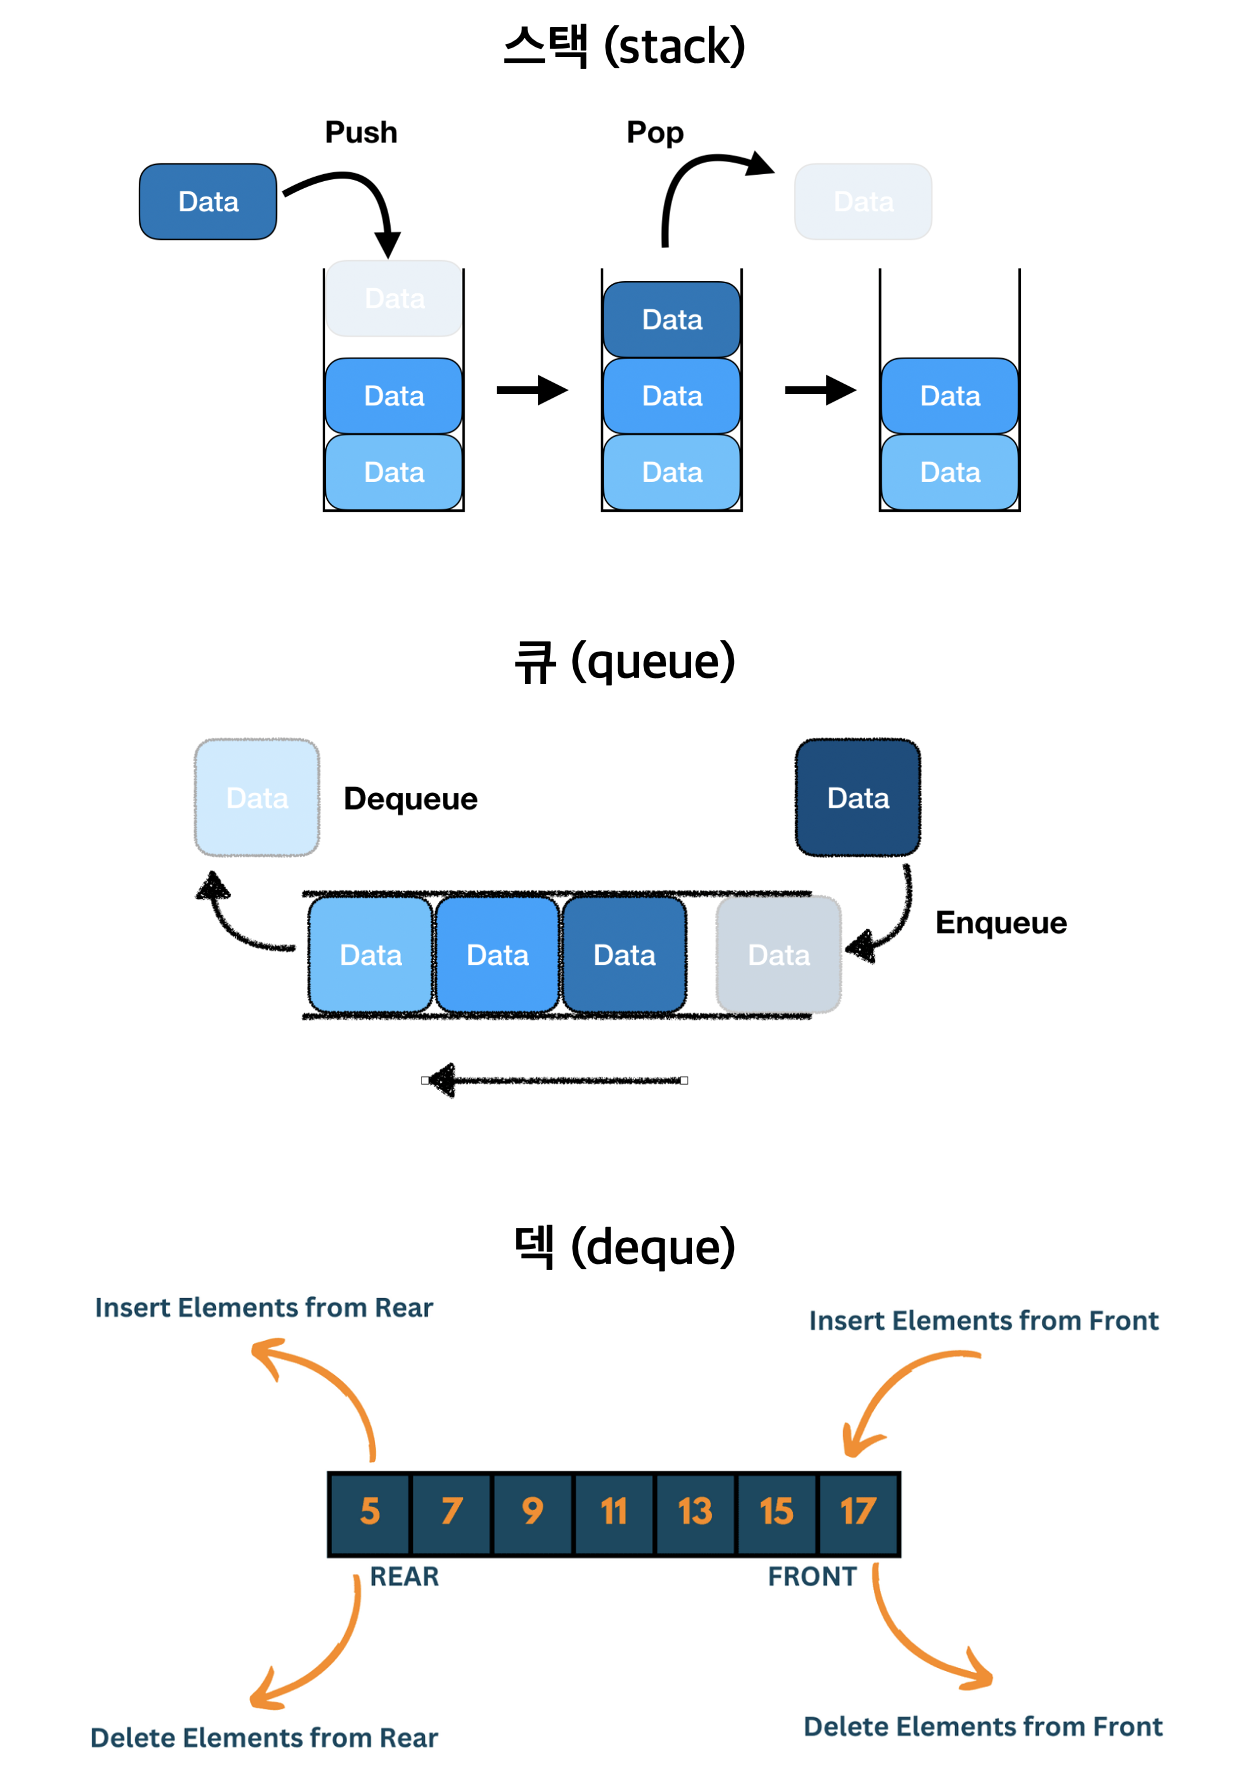 스택 (stack)
Push
Pop
Data
Data
Data
Data
Data
Data
Data
Data
Data
Data
큐 (queue)
Data
Dequeue
Data
Enqueue
Data
Data
Data
Data
덱 (deque)
Insert Elements from Rear
Insert Elements from Front
5 7 9 11 13 15 17
REAR
FRONT
Delete Elements from Rear
Delete Elements from Front